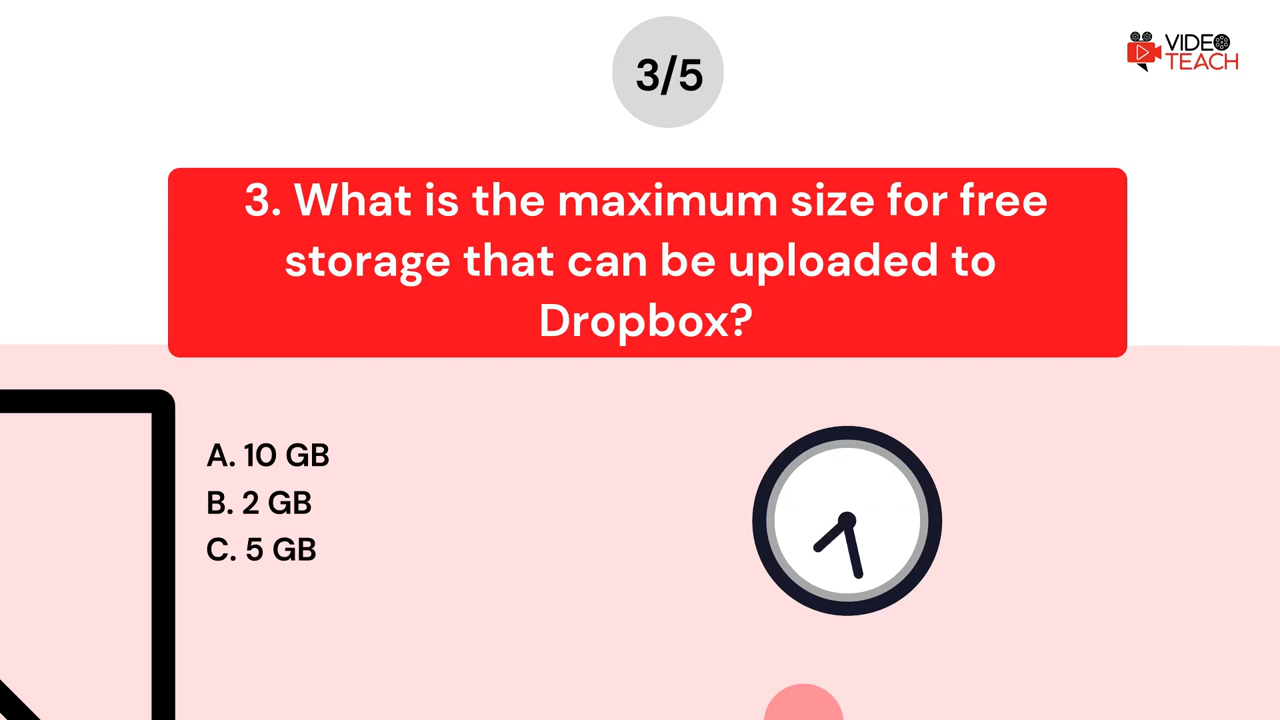 3/5
VIDEO
TEACH
3. What is the maximum size for free
storage that can be uploaded to
Dropbox?
A. 10 GB
B. 2 GB
C. 5 GB